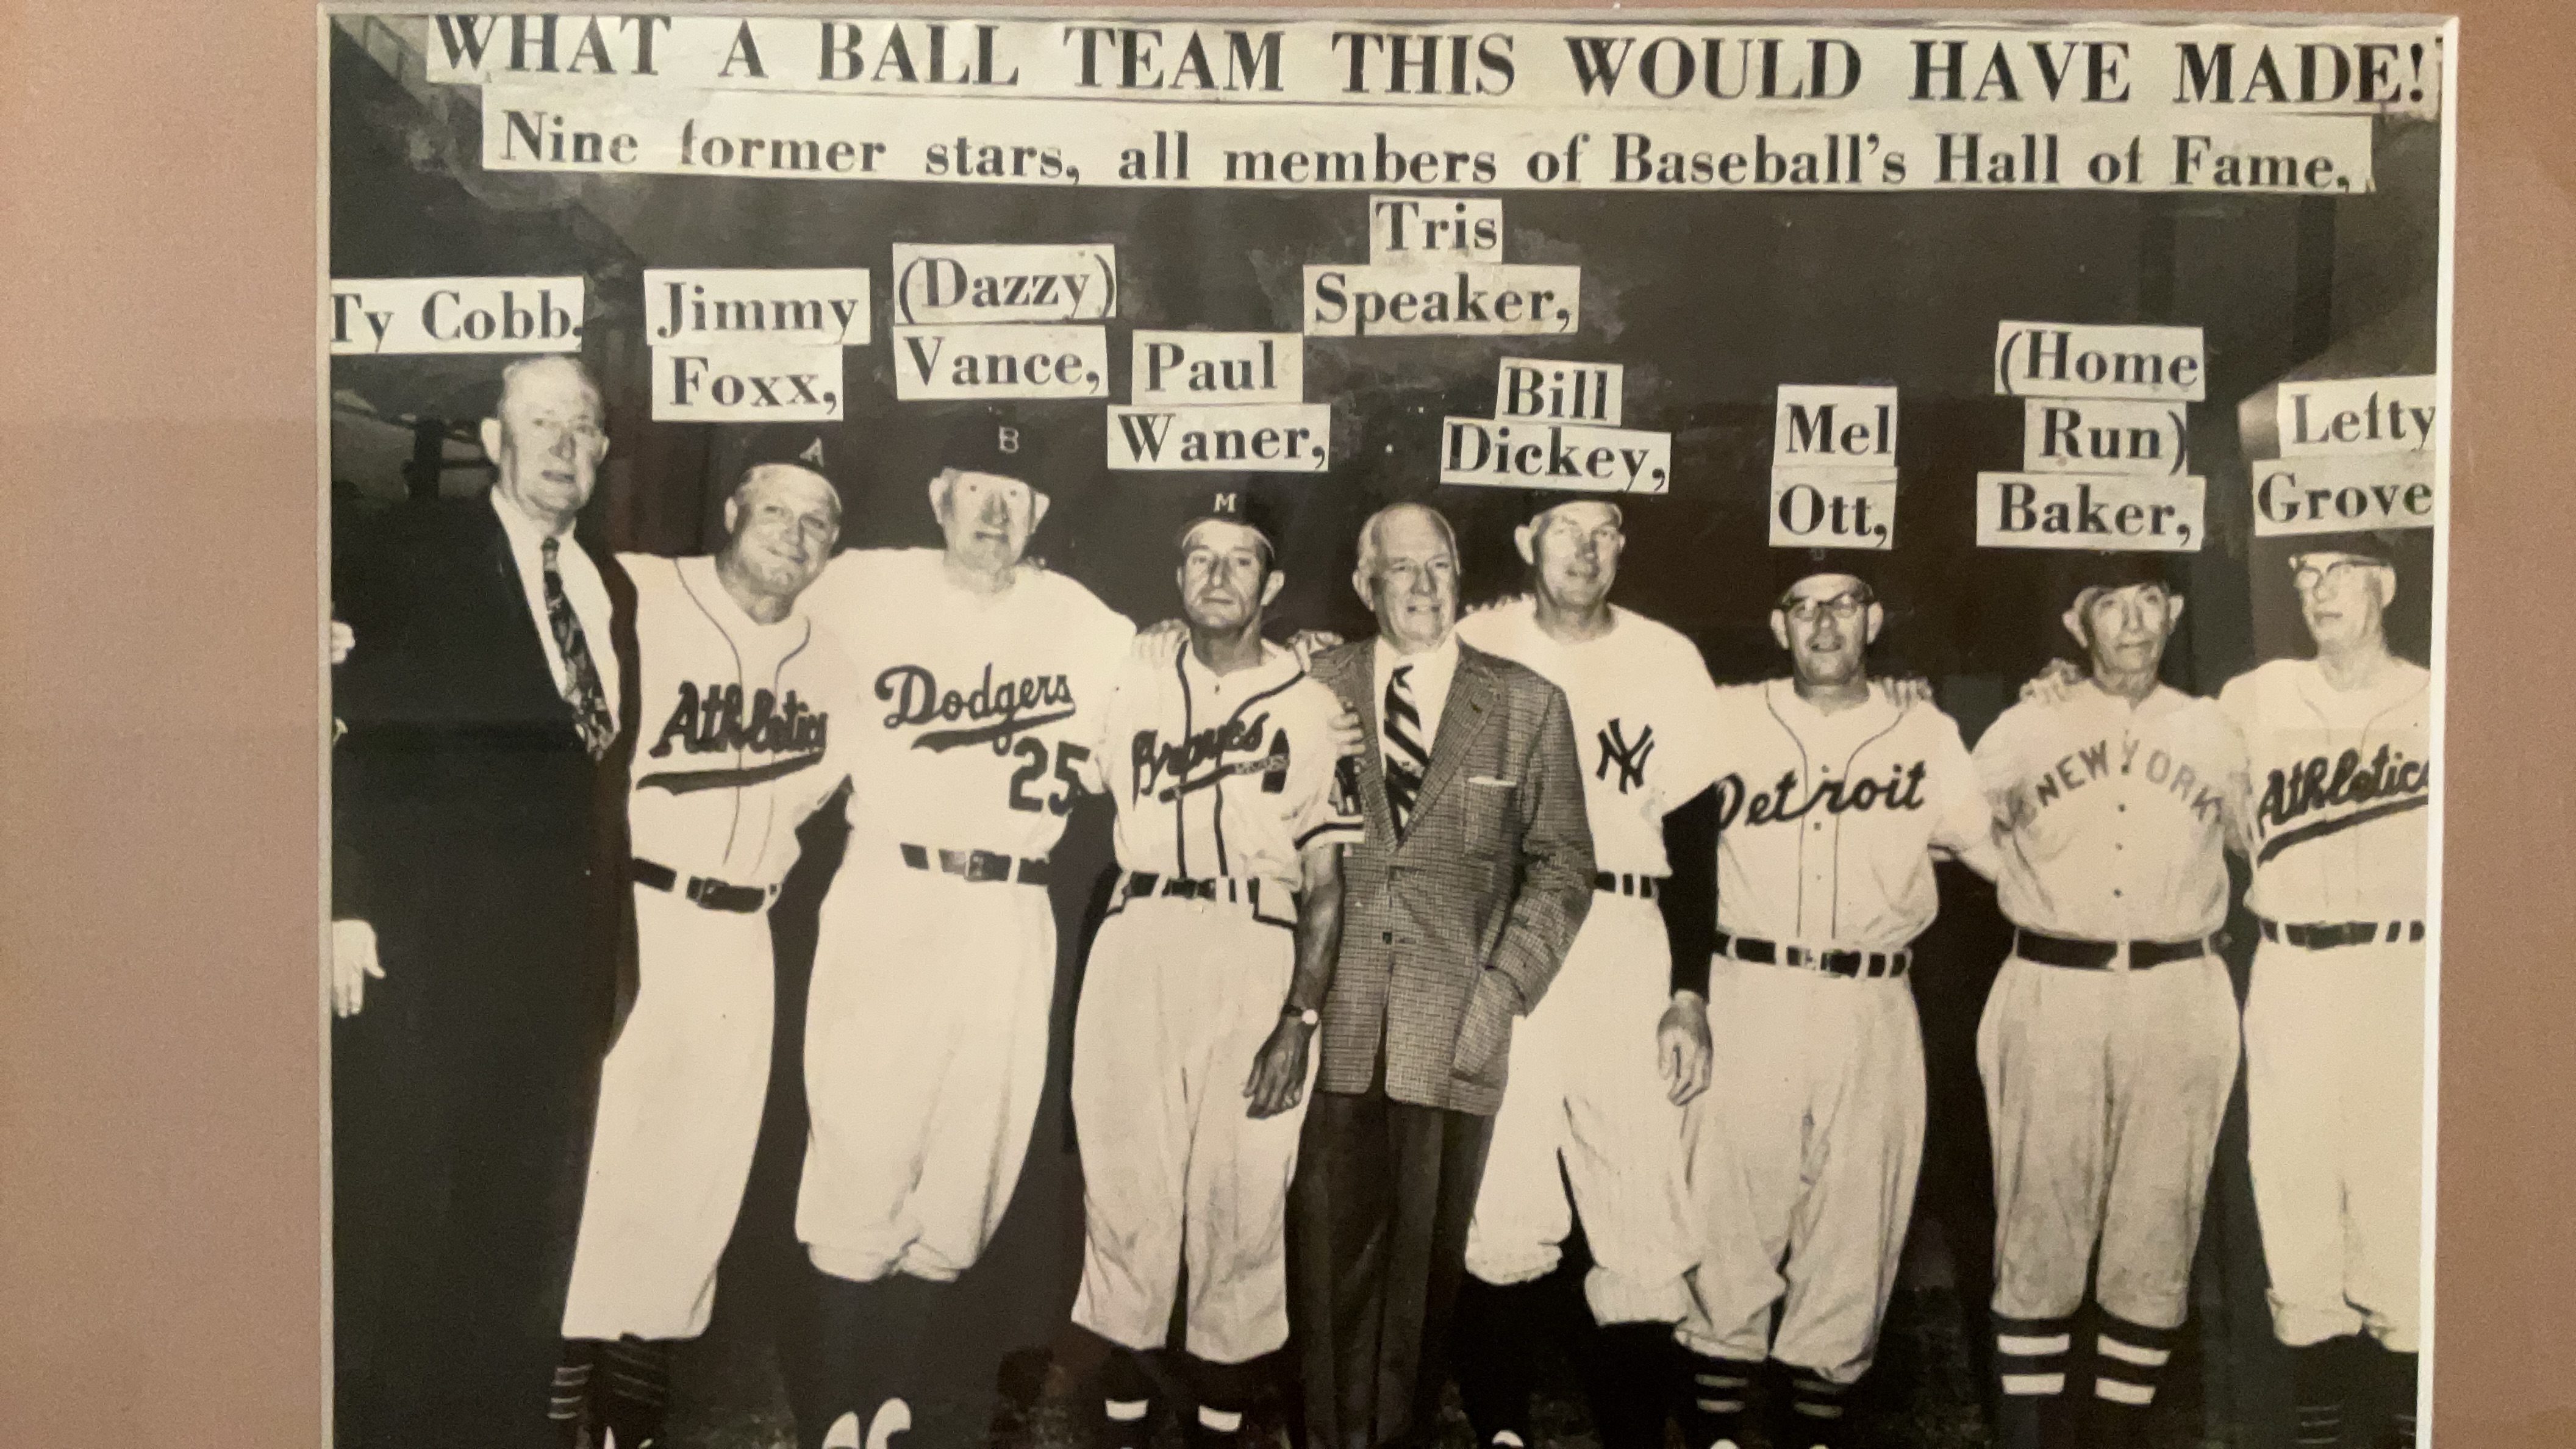 WHAT A BALL TEAM THIS WOULD HAVE MADE!
Nine former stars, all members of Baseball's Hall of Fame,
Ty Cobb,
Jimmy
Foxx,
(Dazzy)
Vance,
Paul
Waner,
Tris
Speaker,
Bill
Dickey,
Mel
Ott,
(Home
Run)
Baker,
Lefty
Grove
A
B
M
Athletics
Dodgers
25
Braves
NY
Detroit
NEW YORK
Athletics